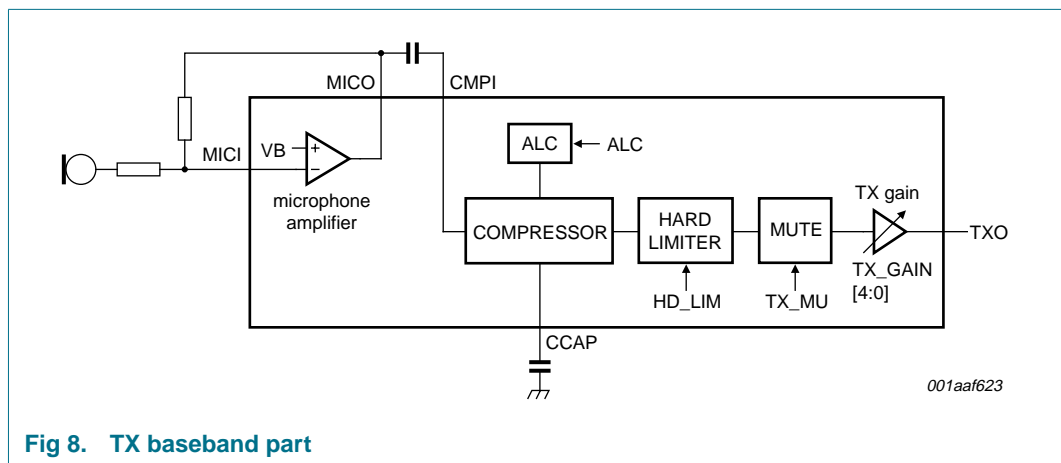 MICO
CMPI
ALC
ALC
MICI
VB
+
−
microphone
amplifier
COMPRESSOR
HARD
LIMITER
MUTE
TX gain
TXO
HD_LIM
TX_MU
TX_GAIN
[4:0]
CCAP
001aaf623
Fig 8. TX baseband part